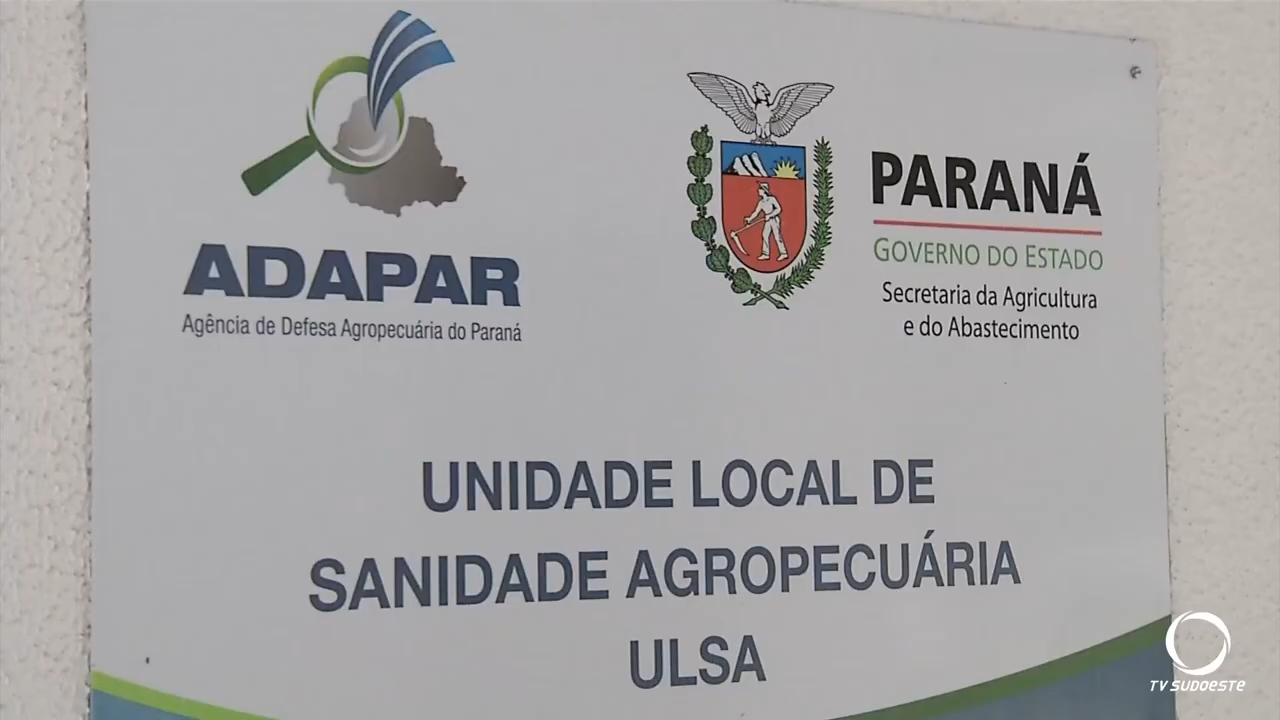 ADAPAR
Agência de Defesa Agropecuária do Paraná
PARANÁ
GOVERNO DO ESTADO
Secretaria da Agricultura
e do Abastecimento
UNIDADE LOCAL DE
SANIDADE AGROPECUÁRIA
ULSA
TV SUDOESTE